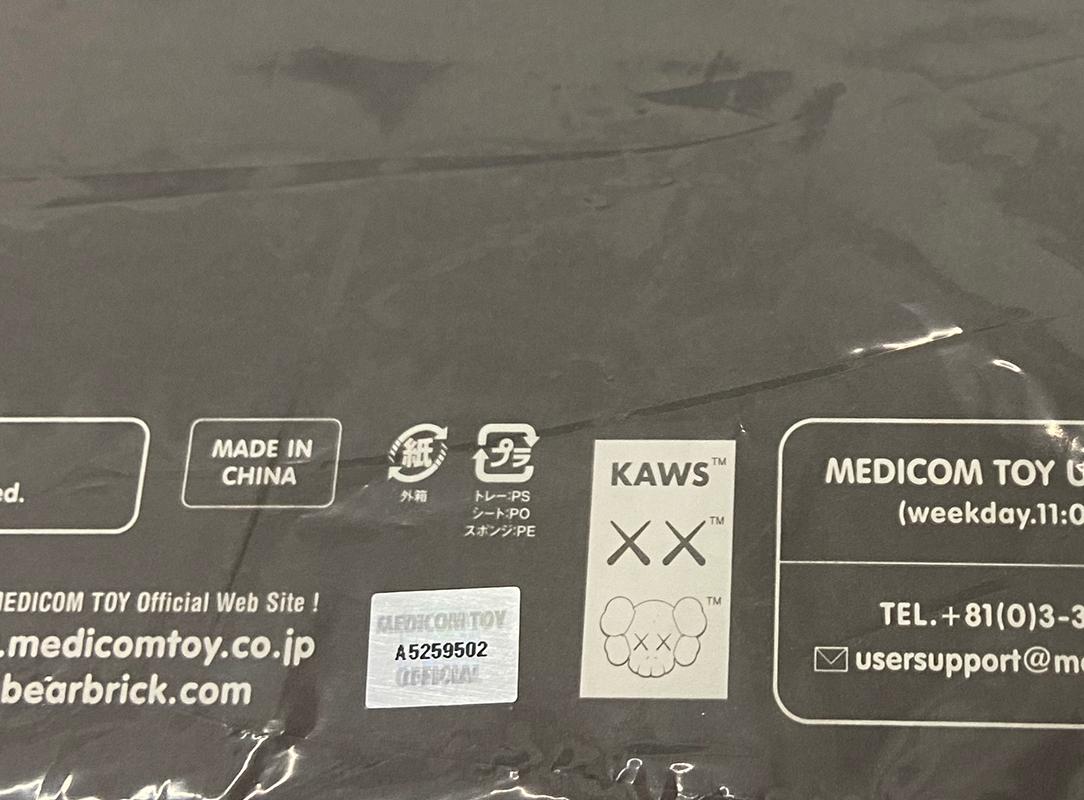 ed.
MADE IN
CHINA
紙
外箱
プラ
トレー:PS
シート:PO
スポンジ:PE
KAWS™
XX™
™
MEDICOM TOY Official Web Site !
.medicomtoy.co.jp
bearbrick.com
MEDICOM TOY
A5259502
OFFICIAL
MEDICOM TOY U
(weekday.11:0
TEL.+81(0)3-3
usersupport@m